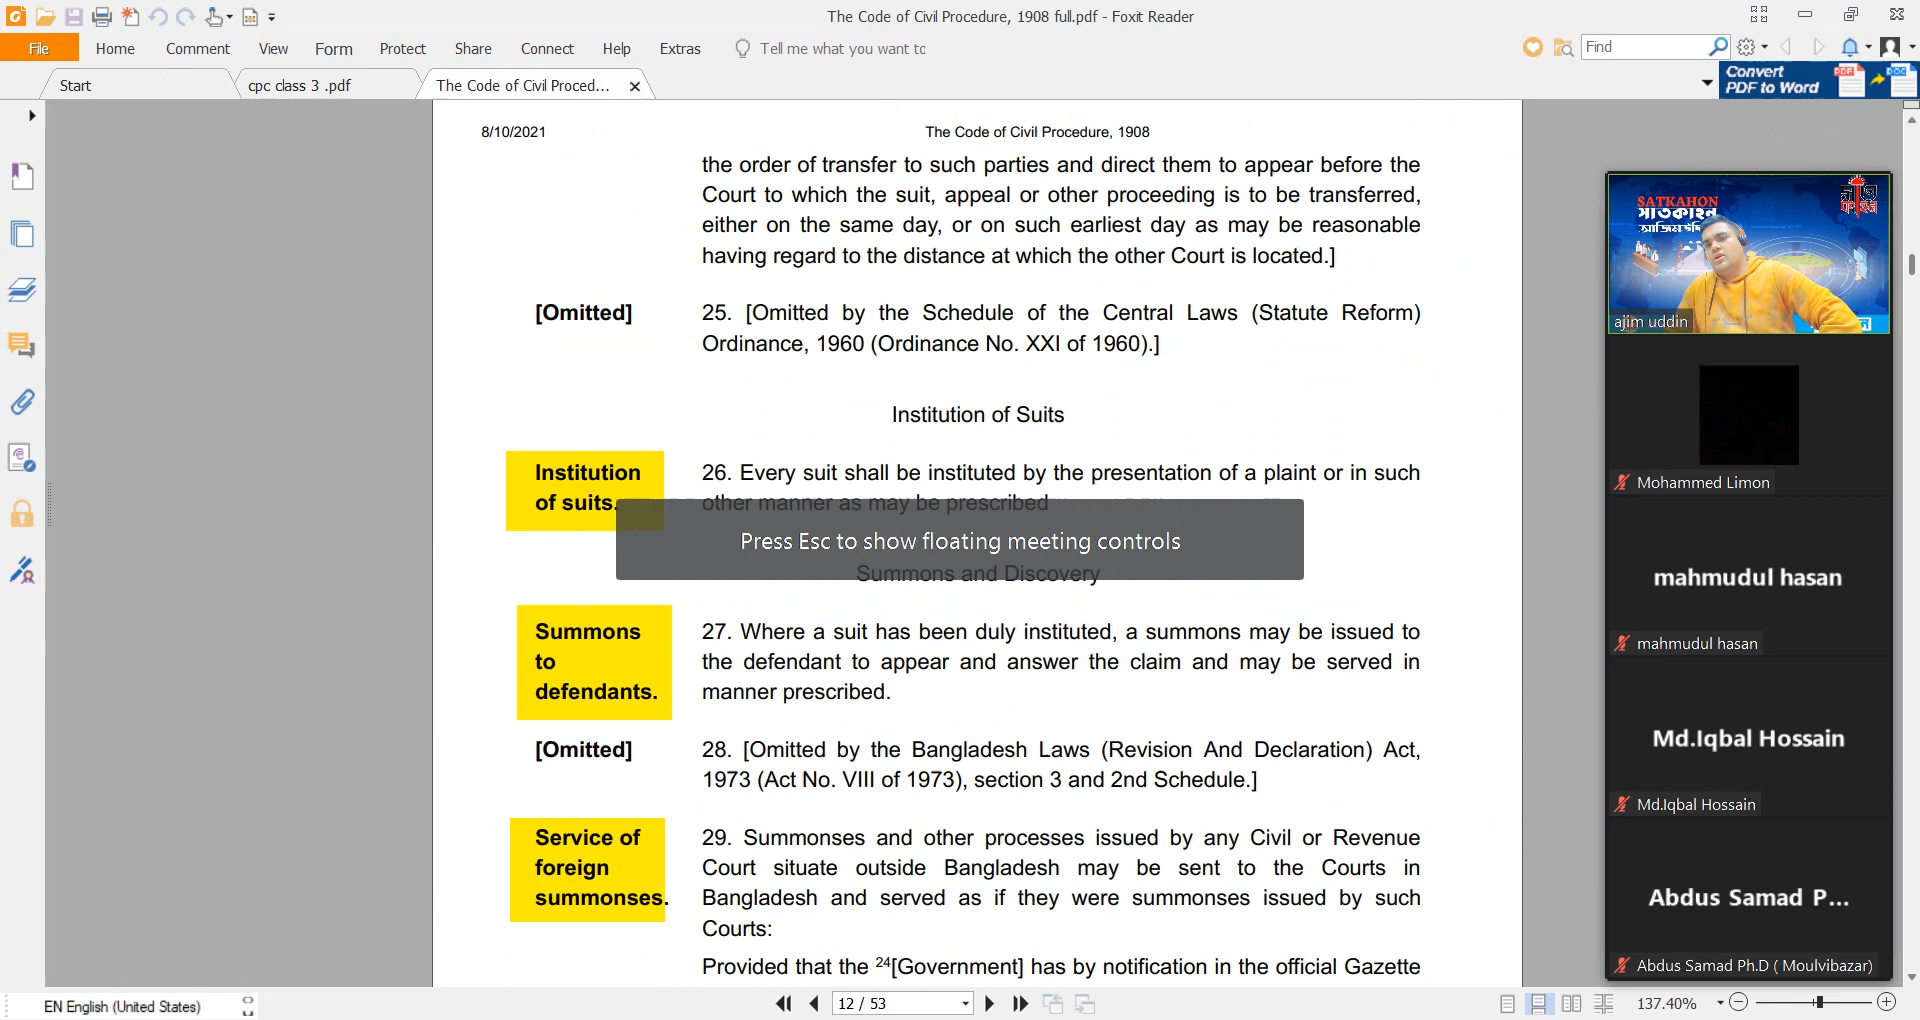 The Code of Civil Procedure, 1908 full.pdf - Foxit Reader
File Home Comment View Form Protect Share Connect Help Extras Tell me what you want to
Find
Start
cpc class 3 .pdf
The Code of Civil Proced...
Convert
PDF to Word
8/10/2021
The Code of Civil Procedure, 1908
the order of transfer to such parties and direct them to appear before the
Court to which the suit, appeal or other proceeding is to be transferred,
either on the same day, or on such earliest day as may be reasonable
having regard to the distance at which the other Court is located.]
[Omitted]
25. [Omitted by the Schedule of the Central Laws (Statute Reform)
Ordinance, 1960 (Ordinance No. XXI of 1960).]
Institution of Suits
Institution
of suits.
26. Every suit shall be instituted by the presentation of a plaint or in such
other manner as may be prescribed
Press Esc to show floating meeting controls
Summons and Discovery
Summons
to
defendants.
27. Where a suit has been duly instituted, a summons may be issued to
the defendant to appear and answer the claim and may be served in
manner prescribed.
[Omitted]
28. [Omitted by the Bangladesh Laws (Revision And Declaration) Act,
1973 (Act No. VIII of 1973), section 3 and 2nd Schedule.]
Service of
foreign
summonses.
29. Summonses and other processes issued by any Civil or Revenue
Court situate outside Bangladesh may be sent to the Courts in
Bangladesh and served as if they were summonses issued by such
Courts:
Provided that the 24[Government] has by notification in the official Gazette
SATKAHON
সাতকাহন
ajim uddin
Mohammed Limon
mahmudul hasan
mahmudul hasan
Md.Iqbal Hossain
Md.Iqbal Hossain
Abdus Samad P...
Abdus Samad Ph.D ( Moulvibazar)
EN English (United States)
12 / 53
137.40%